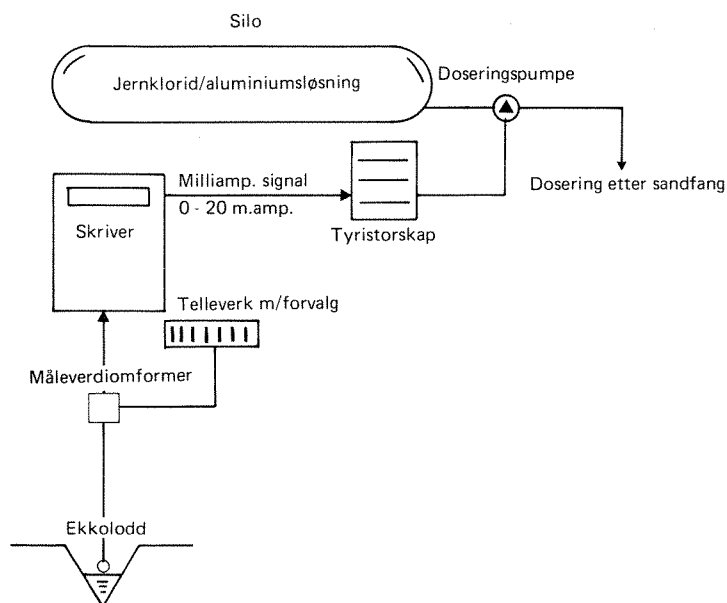 Silo
Jernklorid/aluminiumsløsning
Doseringspumpe
Milliamp. signal
0 - 20 m.amp.
Skriver
Tyristorskap
Dosering etter sandfang
Telleverk m/forvalg
Måleverdiomformer
Ekkolodd